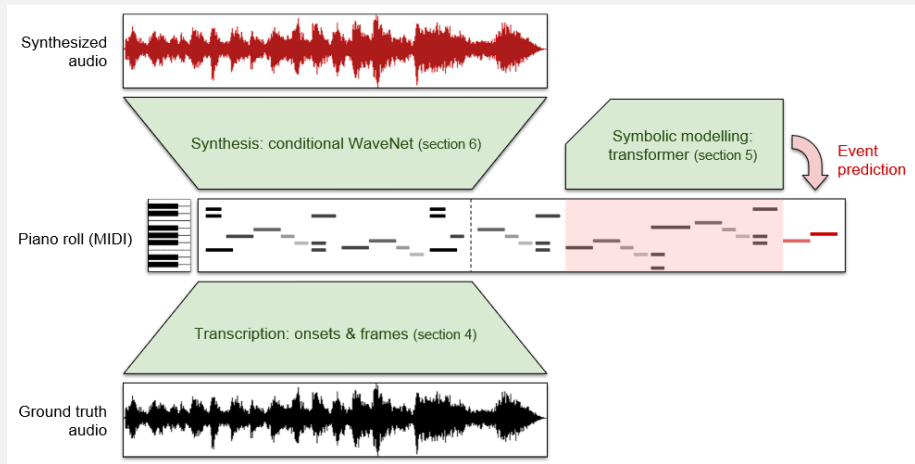 Synthesized
audio
Synthesis: conditional WaveNet (section 6)
Symbolic modelling:
transformer (section 5)
Event
prediction
Piano roll (MIDI)
Transcription: onsets & frames (section 4)
Ground truth
audio